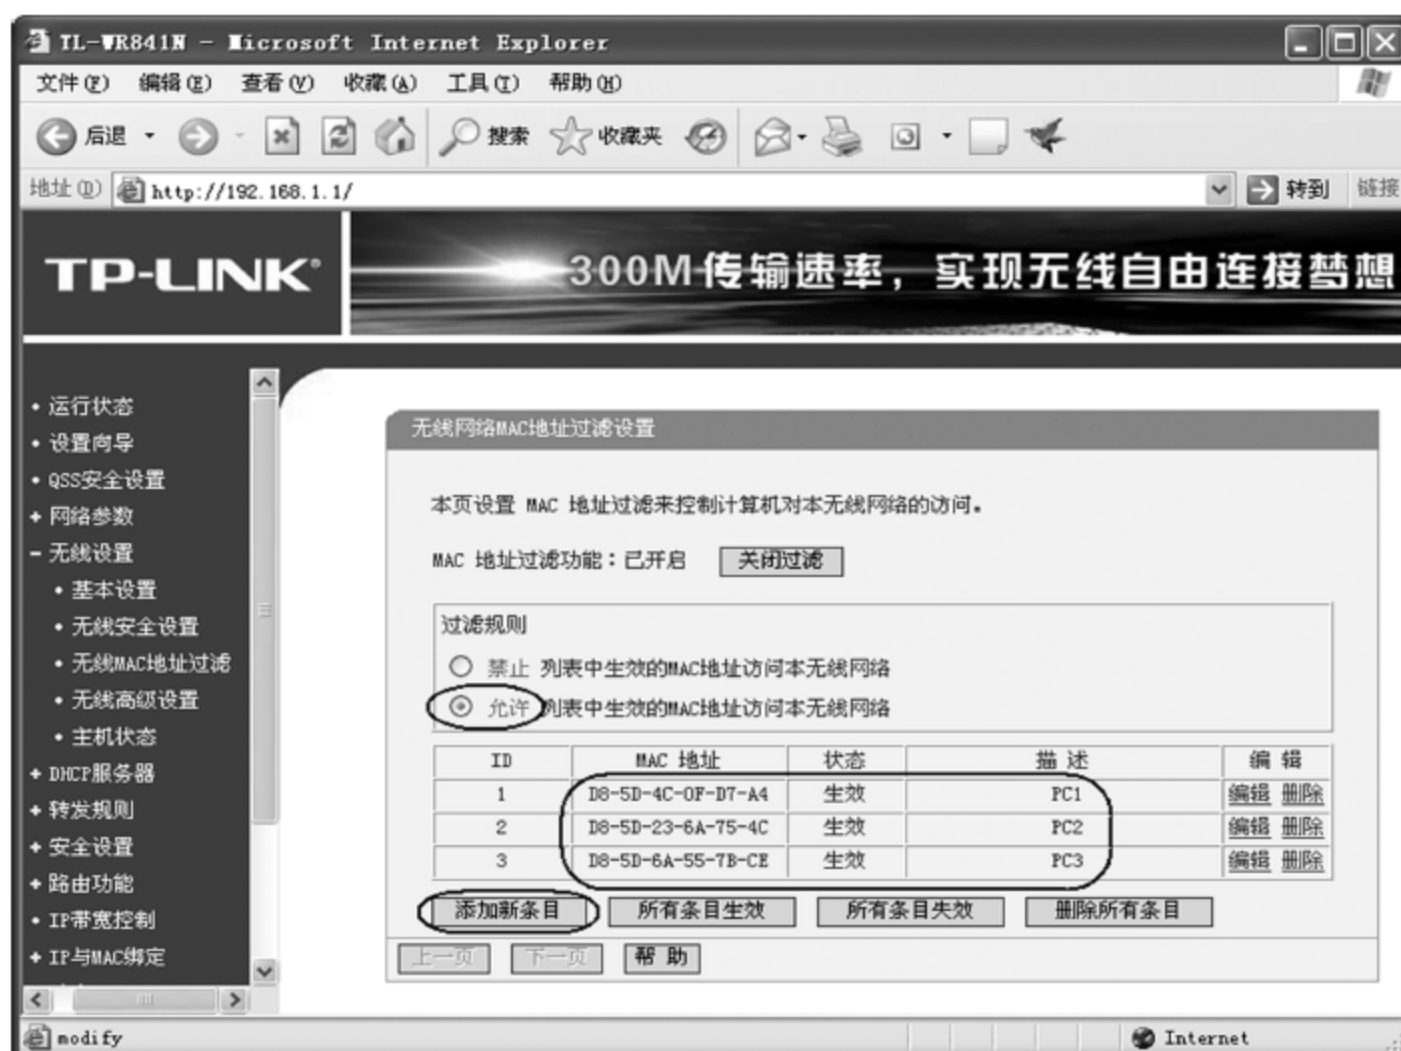 TL-WR841N - Microsoft Internet Explorer
文件(F) 编辑(E) 查看(V) 收藏(A) 工具(T) 帮助(H)
后退 搜索 收藏夹
地址(D) http://192.168.1.1/ 转到 链接
TP-LINK® 300M传输速率，实现无线自由连接梦想
• 运行状态
• 设置向导
• QSS安全设置
+ 网络参数
- 无线设置
• 基本设置
• 无线安全设置
• 无线MAC地址过滤
• 无线高级设置
• 主机状态
+ DHCP服务器
+ 转发规则
+ 安全设置
+ 路由功能
• IP带宽控制
+ IP与MAC绑定
无线网络MAC地址过滤设置
本页设置 MAC 地址过滤来控制计算机对本无线网络的访问。
MAC 地址过滤功能：已开启 关闭过滤
过滤规则
禁止 列表中生效的MAC地址访问本无线网络
允许 列表中生效的MAC地址访问本无线网络
ID MAC 地址 状态 描 述 编 辑
1 D8-5D-4C-0F-D7-A4 生效 PC1 编辑 删除
2 D8-5D-23-6A-75-4C 生效 PC2 编辑 删除
3 D8-5D-6A-55-7B-CE 生效 PC3 编辑 删除
添加新条目 所有条目生效 所有条目失效 删除所有条目
上一页 下一页 帮 助
modify Internet